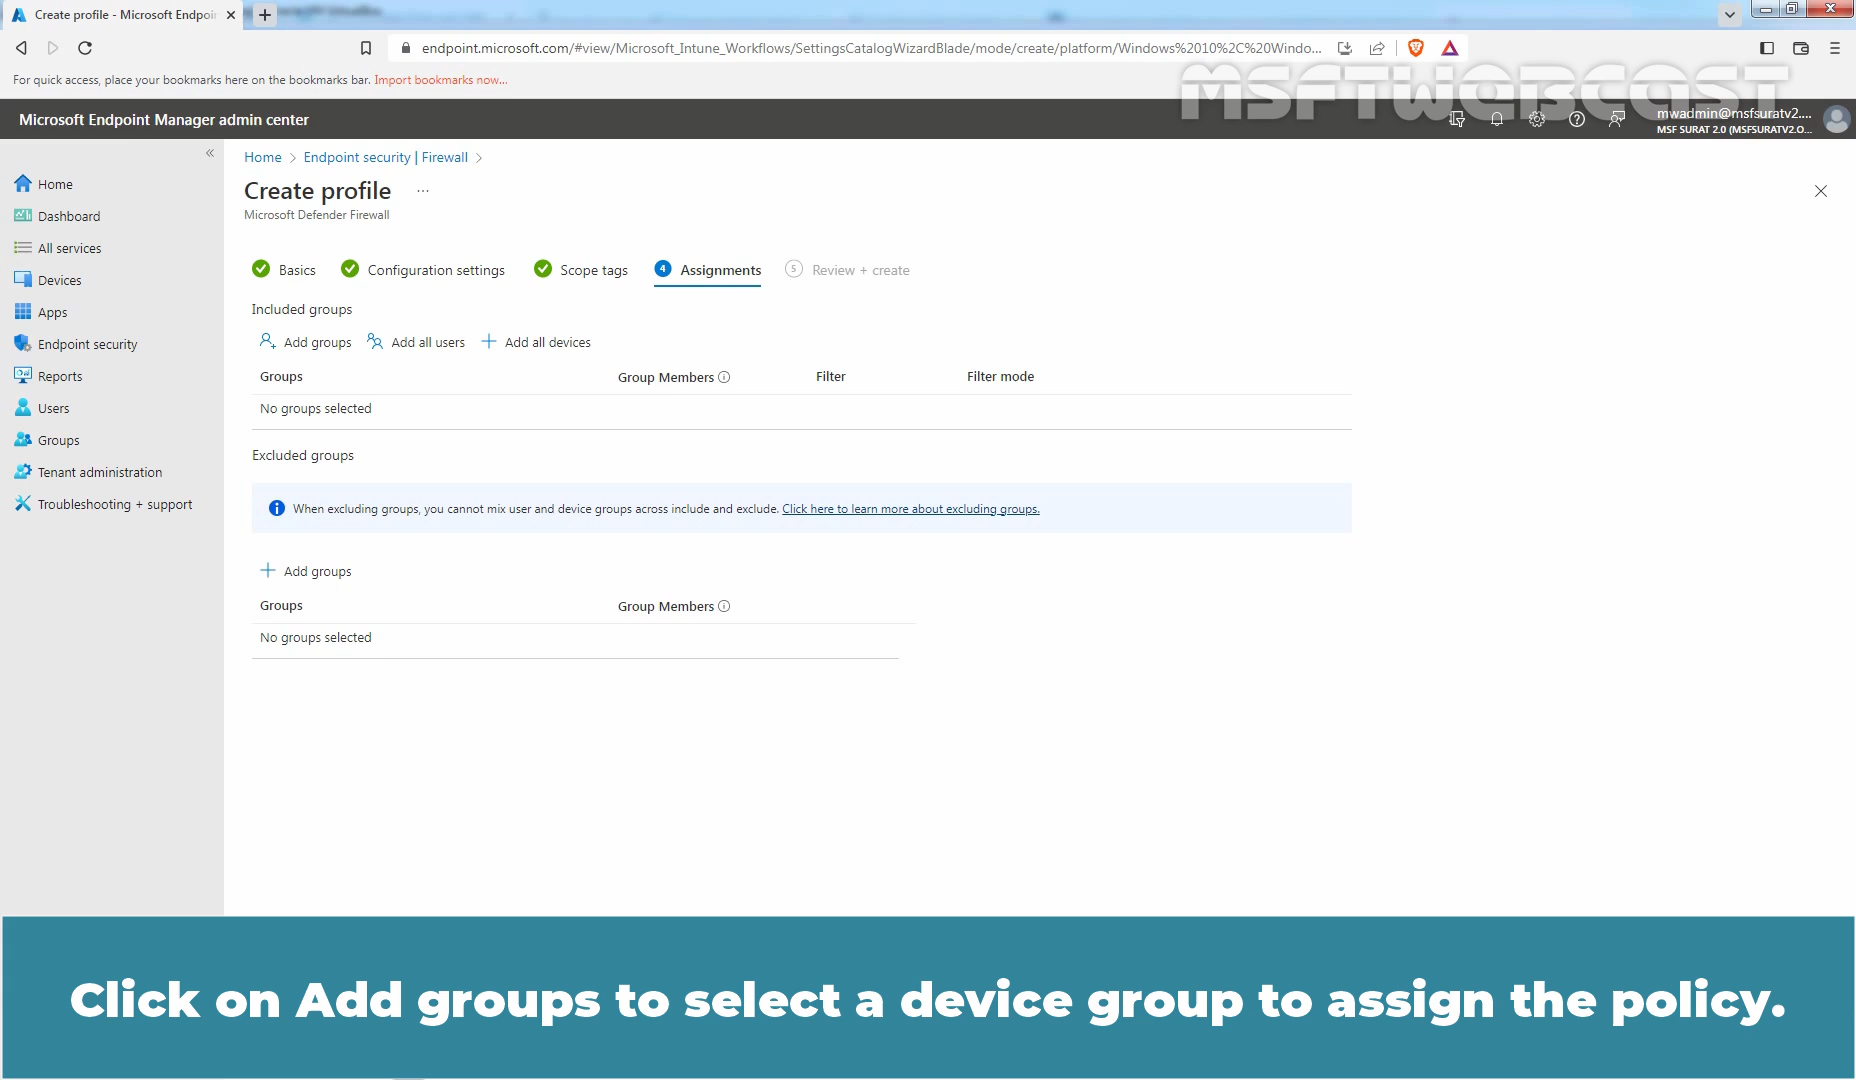 Create profile - Microsoft Endpoin
endpoint.microsoft.com/#view/Microsoft_Intune_Workflows/SettingsCatalogWizardBlade/mode/create/platform/Windows%2010%2C%20Windo...
For quick access, place your bookmarks here on the bookmarks bar. Import bookmarks now...
MSFTWEBCAST
Microsoft Endpoint Manager admin center
mwadmin@msfsuratv2....
MSF SURAT 2.0 (MSFSURATV2.O...
Home > Endpoint security | Firewall >
Create profile ...
Microsoft Defender Firewall
Home
Dashboard
All services
Devices
Apps
Endpoint security
Reports
Users
Groups
Tenant administration
Troubleshooting + support
Basics Configuration settings Scope tags 4 Assignments 5 Review + create
Included groups
Add groups Add all users Add all devices
Groups Group Members Filter Filter mode
No groups selected
Excluded groups
When excluding groups, you cannot mix user and device groups across include and exclude. Click here to learn more about excluding groups.
Add groups
Groups Group Members
No groups selected
Click on Add groups to select a device group to assign the policy.